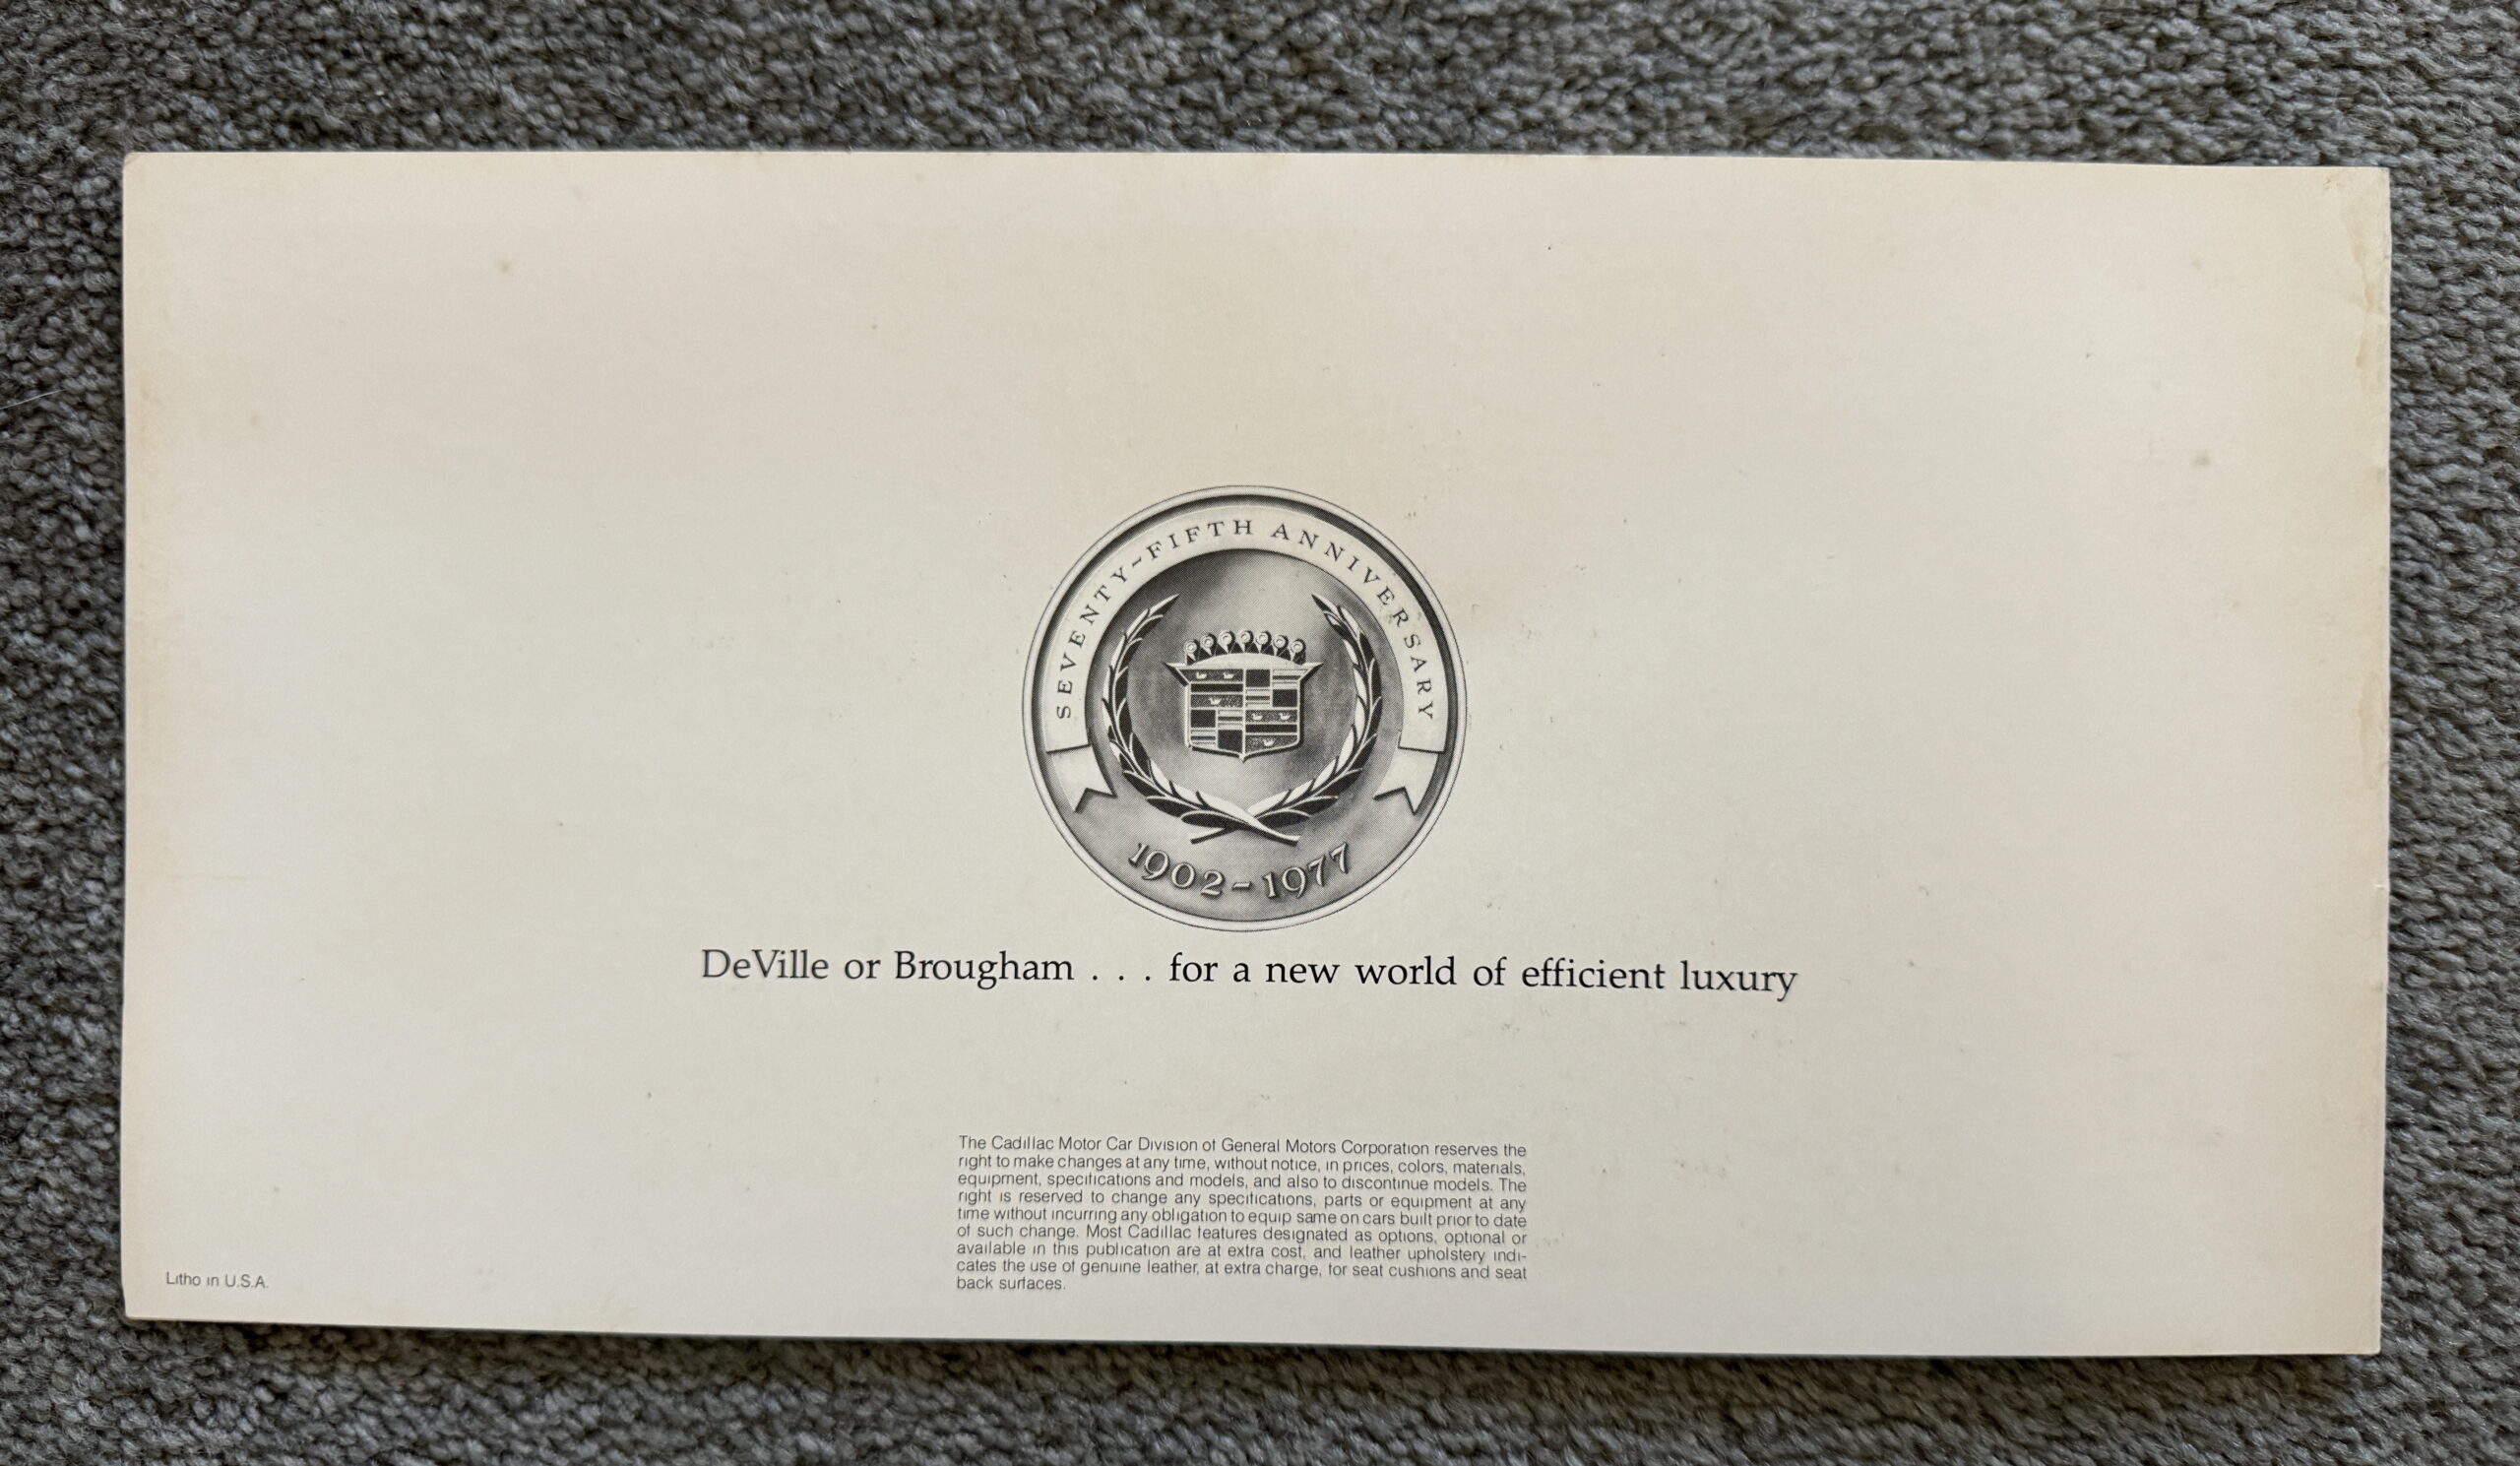 SEVENTY-FIFTH ANNIVERSARY
1902-1977
DeVille or Brougham . . . for a new world of efficient luxury
The Cadillac Motor Car Division of General Motors Corporation reserves the
right to make changes at any time, without notice, in prices, colors, materials,
equipment, specifications and models, and also to discontinue models. The
right is reserved to change any specifications, parts or equipment at any
time without incurring any obligation to equip same on cars built prior to date
of such change. Most Cadillac features designated as options, optional or
available in this publication are at extra cost, and leather upholstery indi-
cates the use of genuine leather, at extra charge, for seat cushions and seat
back surfaces.
Litho in U.S.A.